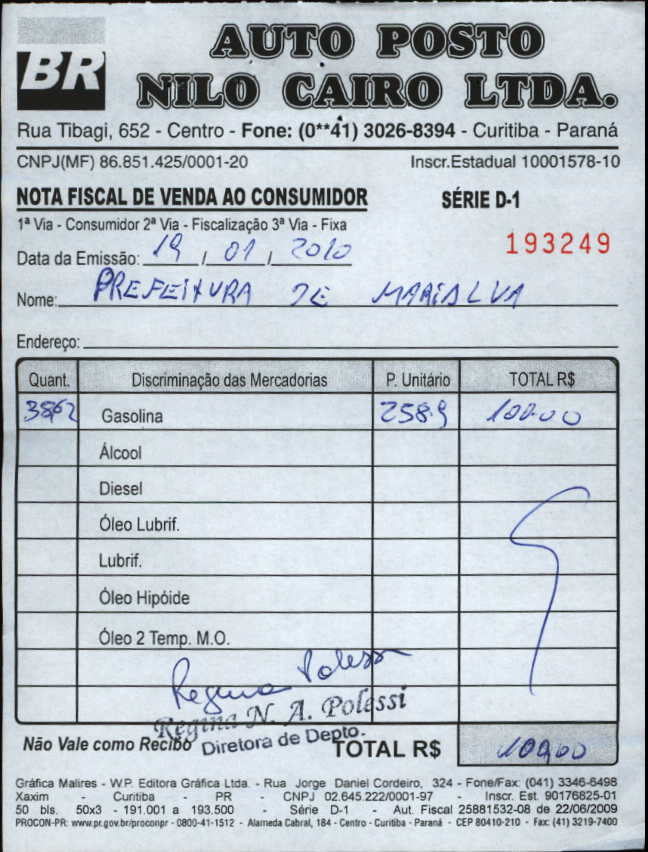 BR
AUTO POSTO
NILO CAIRO LTDA.
Rua Tibagi, 652 - Centro - Fone: (0**41) 3026-8394 - Curitiba - Paraná
CNPJ(MF) 86.851.425/0001-20 Inscr.Estadual 10001578-10
NOTA FISCAL DE VENDA AO CONSUMIDOR SÉRIE D-1
1ª Via - Consumidor 2ª Via - Fiscalização 3ª Via - Fixa
193249
Data da Emissão: 19 / 01 / 2010
Nome: PREFEITURA DE MARIALVA
Endereço:
Quant. Discriminação das Mercadorias P. Unitário TOTAL R$
Gasolina 258.9 100.00
Álcool
Diesel
Óleo Lubrif.
Lubrif.
Óleo Hipóide
Óleo 2 Temp. M.O.
Regina Polessi
Regina N. A. Polessi
Diretora de Depto.
Não Vale como Recibo TOTAL R$ 100,00
Gráfica Malires - W.P. Editora Gráfica Ltda. - Rua Jorge Daniel Cordeiro, 324 - Fone/Fax: (041) 3346-6498
Xaxim - Curitiba - PR - CNPJ 02.645.222/0001-97 - Inscr. Est. 90176825-01
50 bls. 50x3 - 191.001 a 193.500 - Série D-1 - Aut. Fiscal 25881532-08 de 22/06/2009
PROCON-PR: www.pr.gov.br/proconpr - 0800-41-1512 - Alameda Cabral, 184 - Centro - Curitiba - Paraná - CEP 80410-210 - Fax: (41) 3219-7400